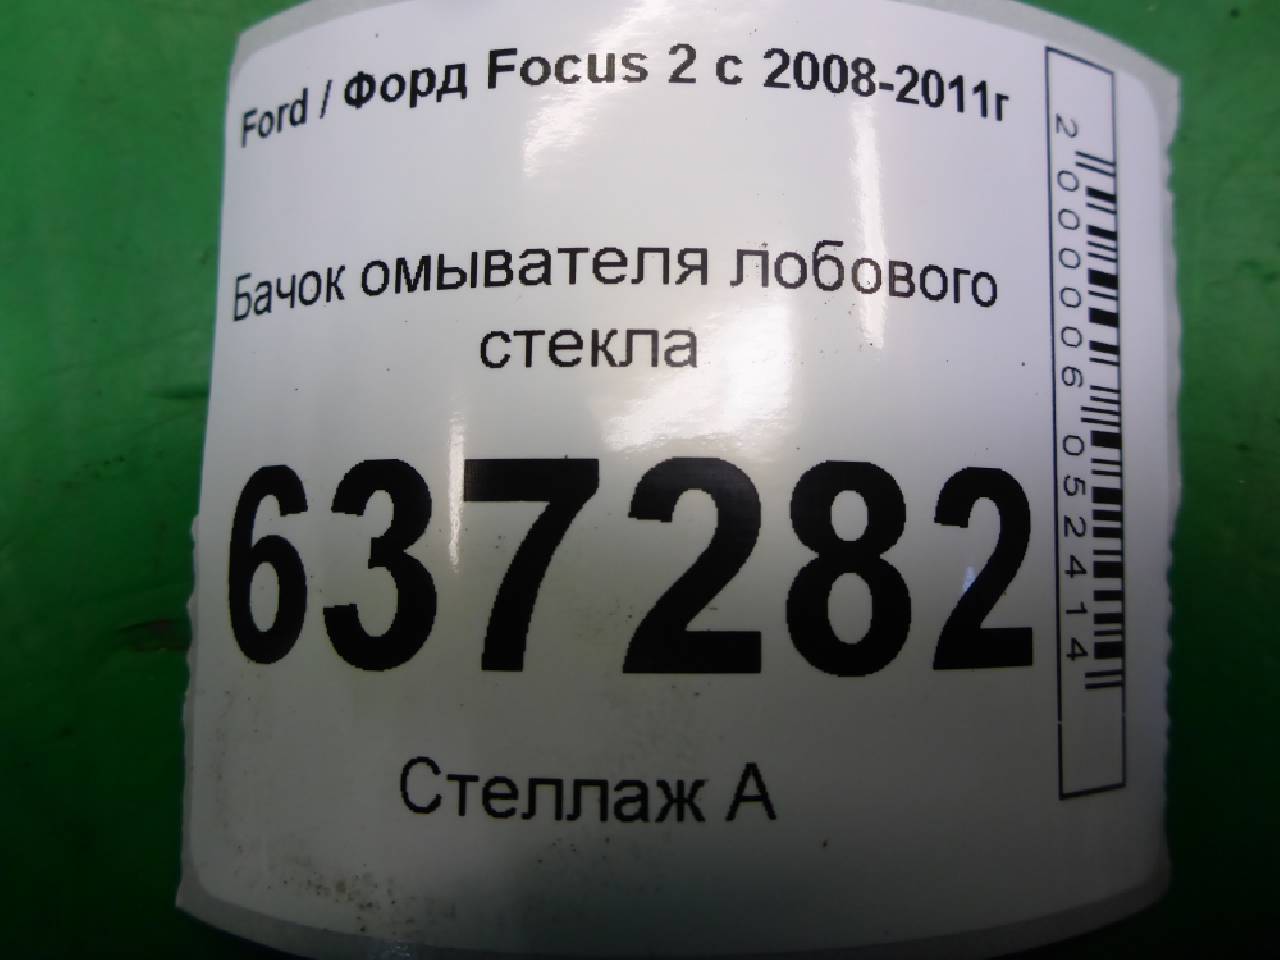 Ford / Форд Focus 2 с 2008-2011г
Бачок омывателя лобового
стекла
637282
Стеллаж А
2000006052414